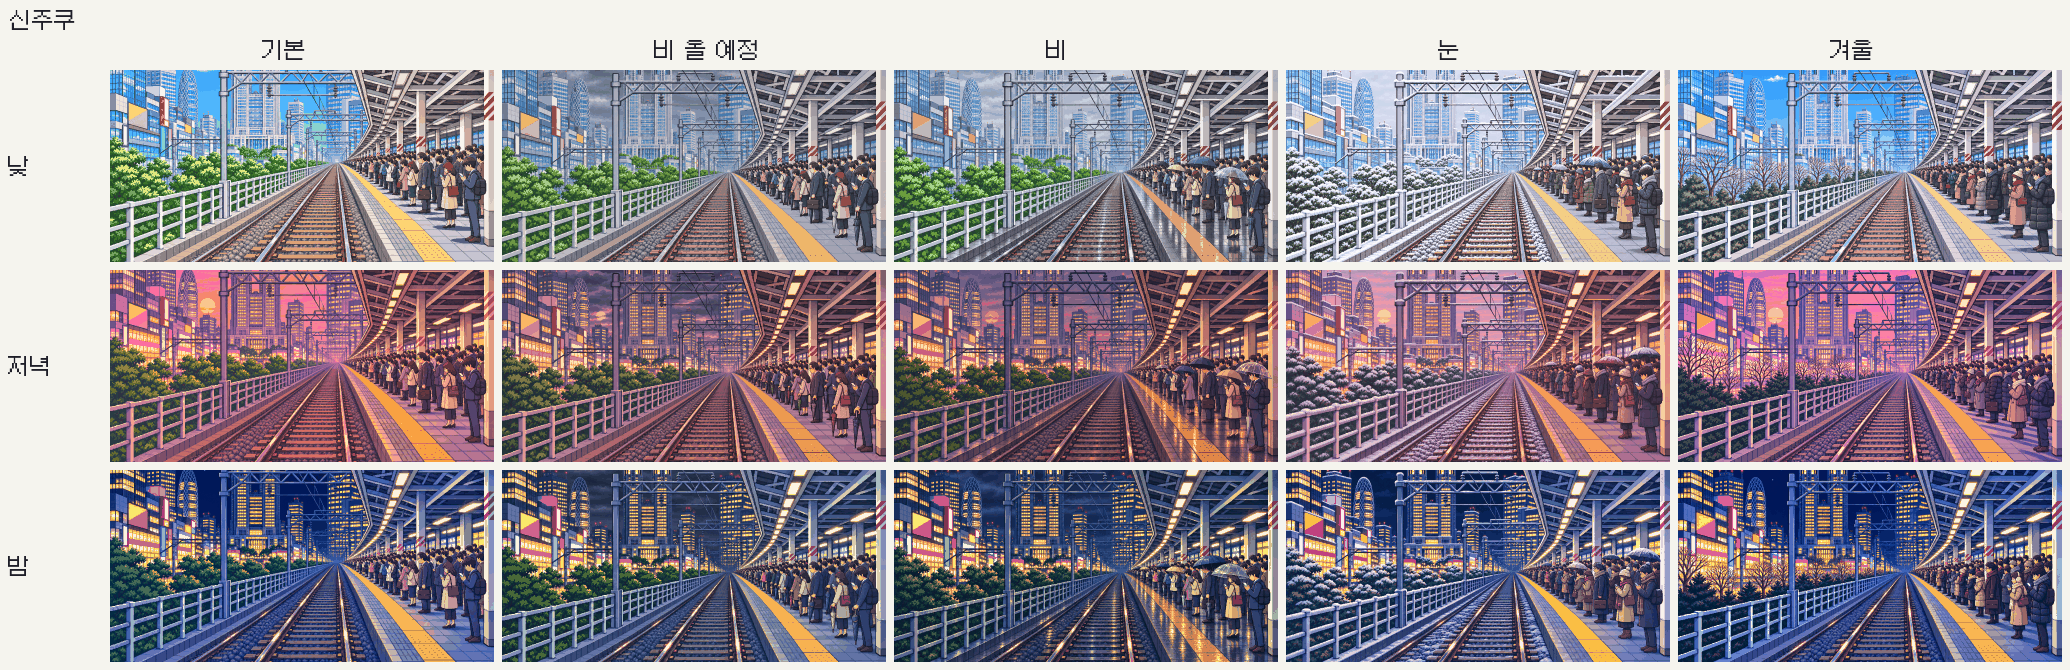 신주쿠
기본 비 올 예정 비 눈 겨울
낮
저녁
밤